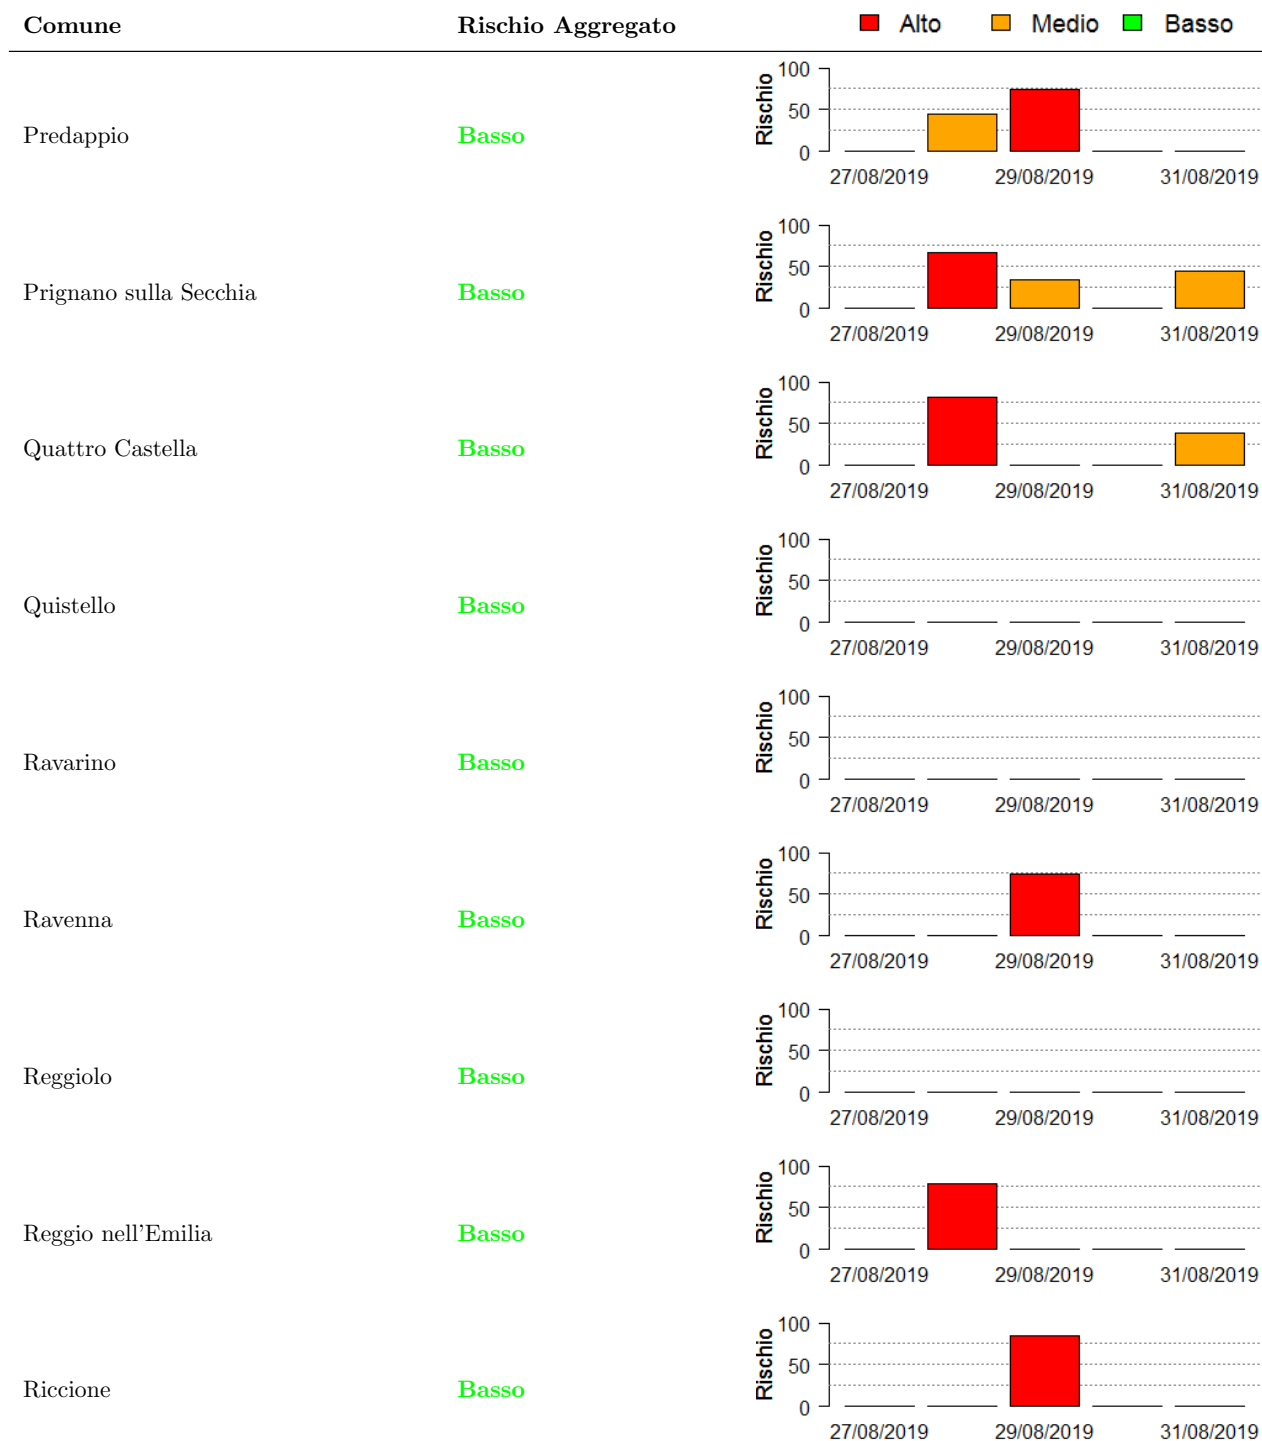 Comune Rischio Aggregato Alto Medio Basso
100
50
0
Rischio
Predappio Basso
27/08/2019 29/08/2019 31/08/2019
100
50
0
Rischio
Prignano sulla Secchia Basso
27/08/2019 29/08/2019 31/08/2019
100
50
0
Rischio
Quattro Castella Basso
27/08/2019 29/08/2019 31/08/2019
100
50
0
Rischio
Quistello Basso
27/08/2019 29/08/2019 31/08/2019
100
50
0
Rischio
Ravarino Basso
27/08/2019 29/08/2019 31/08/2019
100
50
0
Rischio
Ravenna Basso
27/08/2019 29/08/2019 31/08/2019
100
50
0
Rischio
Reggiolo Basso
27/08/2019 29/08/2019 31/08/2019
100
50
0
Rischio
Reggio nell'Emilia Basso
27/08/2019 29/08/2019 31/08/2019
100
50
0
Rischio
Riccione Basso
27/08/2019 29/08/2019 31/08/2019